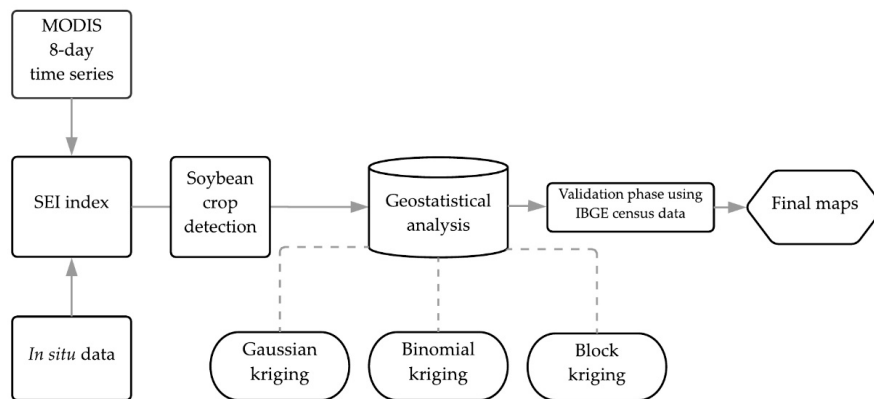 MODIS
8-day
time series
SEI index
In situ data
Soybean
crop
detection
Geostatistical
analysis
Gaussian
kriging
Binomial
kriging
Block
kriging
Validation phase using
IBGE census data
Final maps